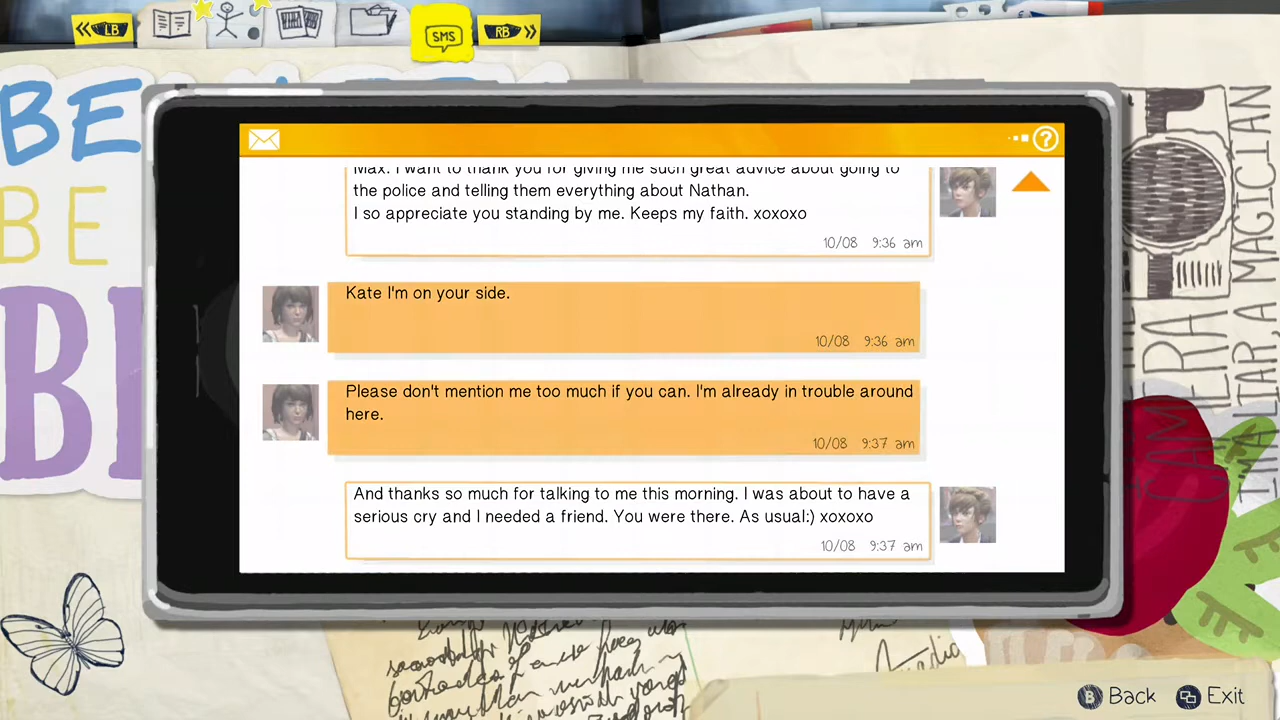 LB
SMS
RB
BE
BE
CAMERA
MAGICIAN
Max. I want to thank you for giving me such great advice about going to
the police and telling them everything about Nathan.
I so appreciate you standing by me. Keeps my faith. xoxoxo
10/08 9:36 am
Kate I'm on your side.
10/08 9:36 am
Please don't mention me too much if you can. I'm already in trouble around
here.
10/08 9:37 am
And thanks so much for talking to me this morning. I was about to have a
serious cry and I needed a friend. You were there. As usual:) xoxoxo
10/08 9:37 am
B Back
Exit